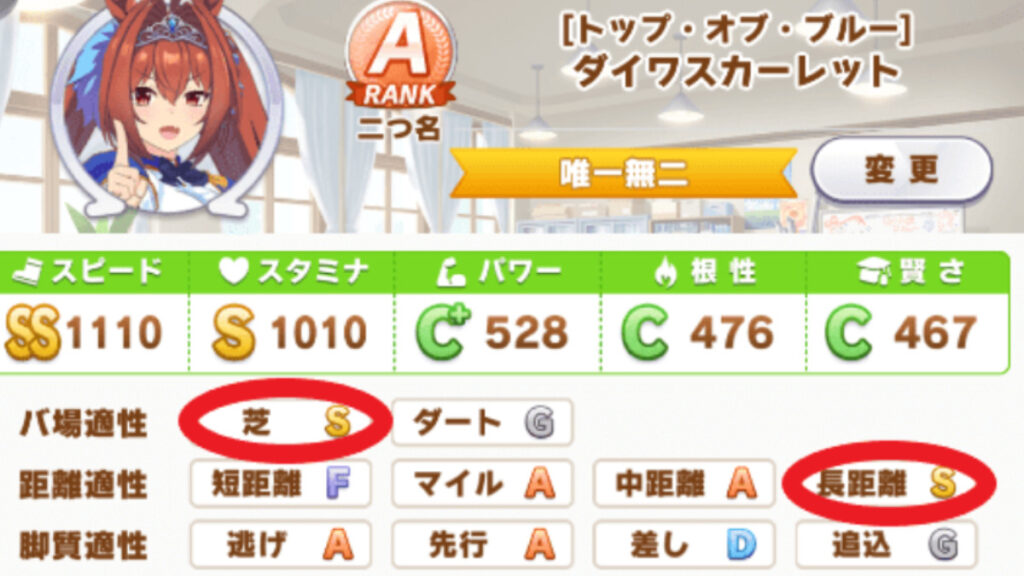 A
RANK
二つ名
[トップ・オブ・ブルー]
ダイワスカーレット
唯一無二
変更
スピード スタミナ パワー 根性 賢さ
SS 1110 S 1010 C+ 528 C 476 C 467
バ場適性 芝 S ダート G
距離適性 短距離 F マイル A 中距離 A 長距離 S
脚質適性 逃げ A 先行 A 差し D 追込 G